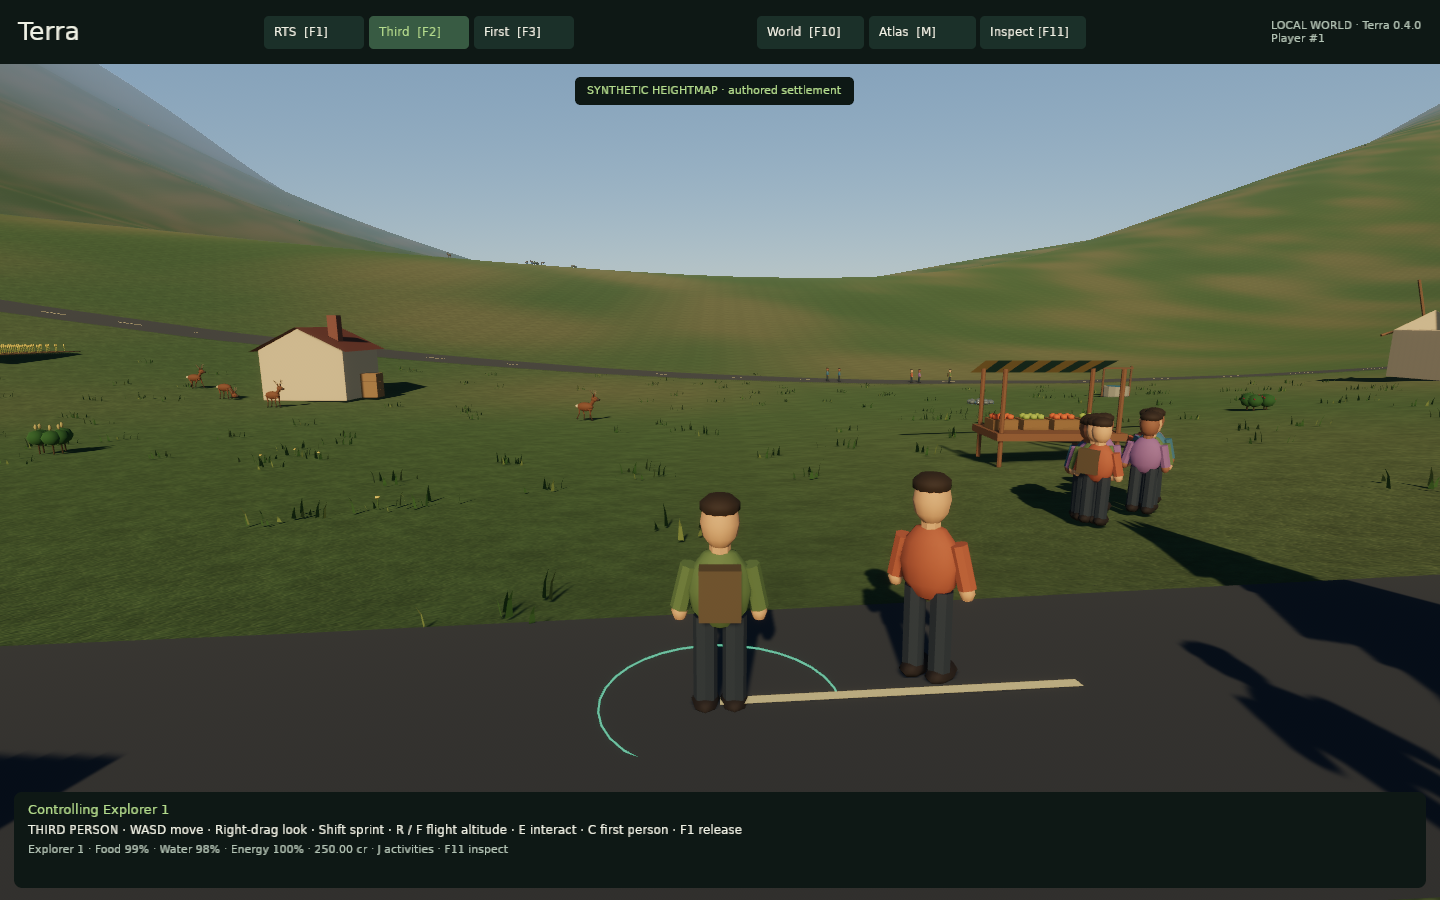 Terra
RTS [F1]
Third [F2]
First [F3]
World [F10]
Atlas [M]
Inspect [F11]
LOCAL WORLD · Terra 0.4.0
Player #1
SYNTHETIC HEIGHTMAP · authored settlement
Controlling Explorer 1
THIRD PERSON · WASD move · Right-drag look · Shift sprint · R / F flight altitude · E interact · C first person · F1 release
Explorer 1 · Food 99% · Water 98% · Energy 100% · 250.00 cr · J activities · F11 inspect